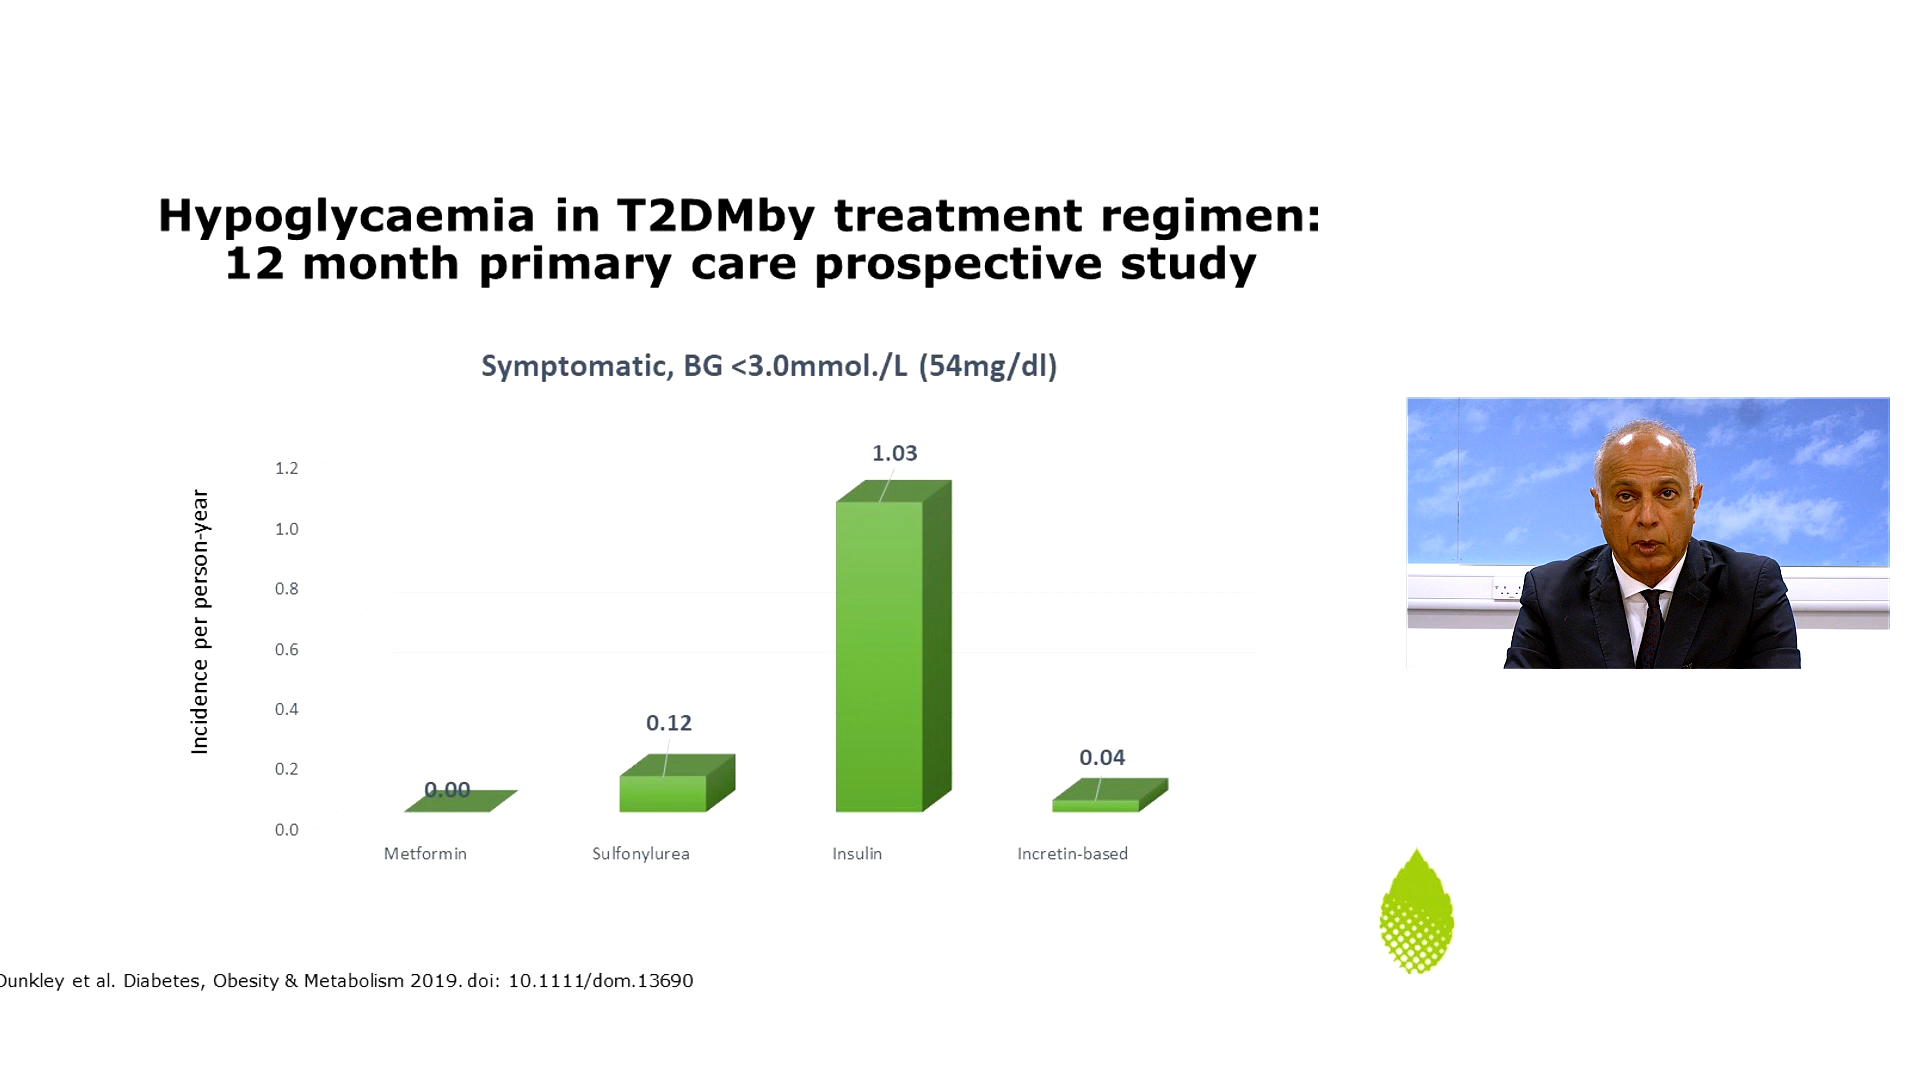 Hypoglycaemia in T2DMby treatment regimen:
12 month primary care prospective study
Symptomatic, BG <3.0mmol./L (54mg/dl)
Incidence per person-year
1.2
1.0
0.8
0.6
0.4
0.2
0.0
0.00
0.12
1.03
0.04
Metformin
Sulfonylurea
Insulin
Incretin-based
Dunkley et al. Diabetes, Obesity & Metabolism 2019. doi: 10.1111/dom.13690